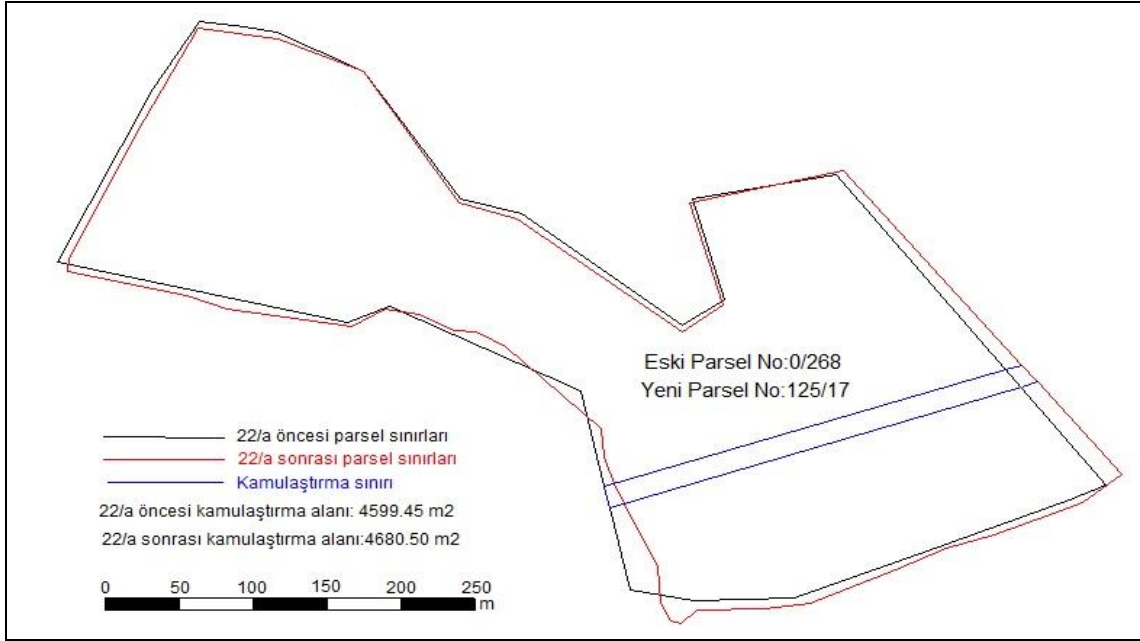 Eski Parsel No:0/268
Yeni Parsel No:125/17
22/a öncesi parsel sınırları
22/a sonrası parsel sınırları
Kamulaştırma sınırı
22/a öncesi kamulaştırma alanı: 4599.45 m2
22/a sonrası kamulaştırma alanı:4680.50 m2
0 50 100 150 200 250
m